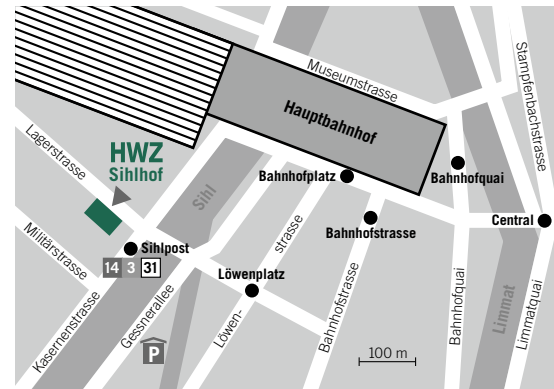 Museumstrasse
Stampfenbachstrasse
Hauptbahnhof
Lagerstrasse
HWZ
Sihlhof
Sihl
Bahnhofplatz
Bahnhofquai
Militärstrasse
Sihlpost
14 3 31
strasse
Bahnhofstrasse
Central
Löwenplatz
Kasernenstrasse
Gessnerallee
P
Löwen-
Bahnhofstrasse
Bahnhofquai
Limmat
Limmatquai
100 m